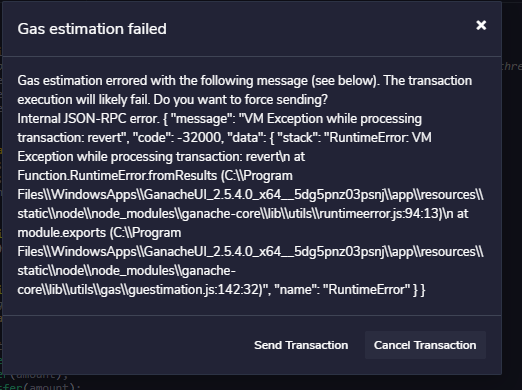 Gas estimation failed
Gas estimation errored with the following message (see below). The transaction
execution will likely fail. Do you want to force sending?
Internal JSON-RPC error. { "message": "VM Exception while processing
transaction: revert", "code": -32000, "data": { "stack": "RuntimeError: VM
Exception while processing transaction: revert\n at
Function.RuntimeError.fromResults (C:\\Program
Files\\WindowsApps\\GanacheUI_2.5.4.0_x64__5dg5pnz03psnj\\app\\resources\\
static\\node\\node_modules\\ganache-core\\lib\\utils\\runtimeerror.js:94:13)\n at
module.exports (C:\\Program
Files\\WindowsApps\\GanacheUI_2.5.4.0_x64__5dg5pnz03psnj\\app\\resources\\
static\\node\\node_modules\\ganache-
core\\lib\\utils\\gas\\guestimation.js:142:32)", "name": "RuntimeError" } }
Send Transaction Cancel Transaction